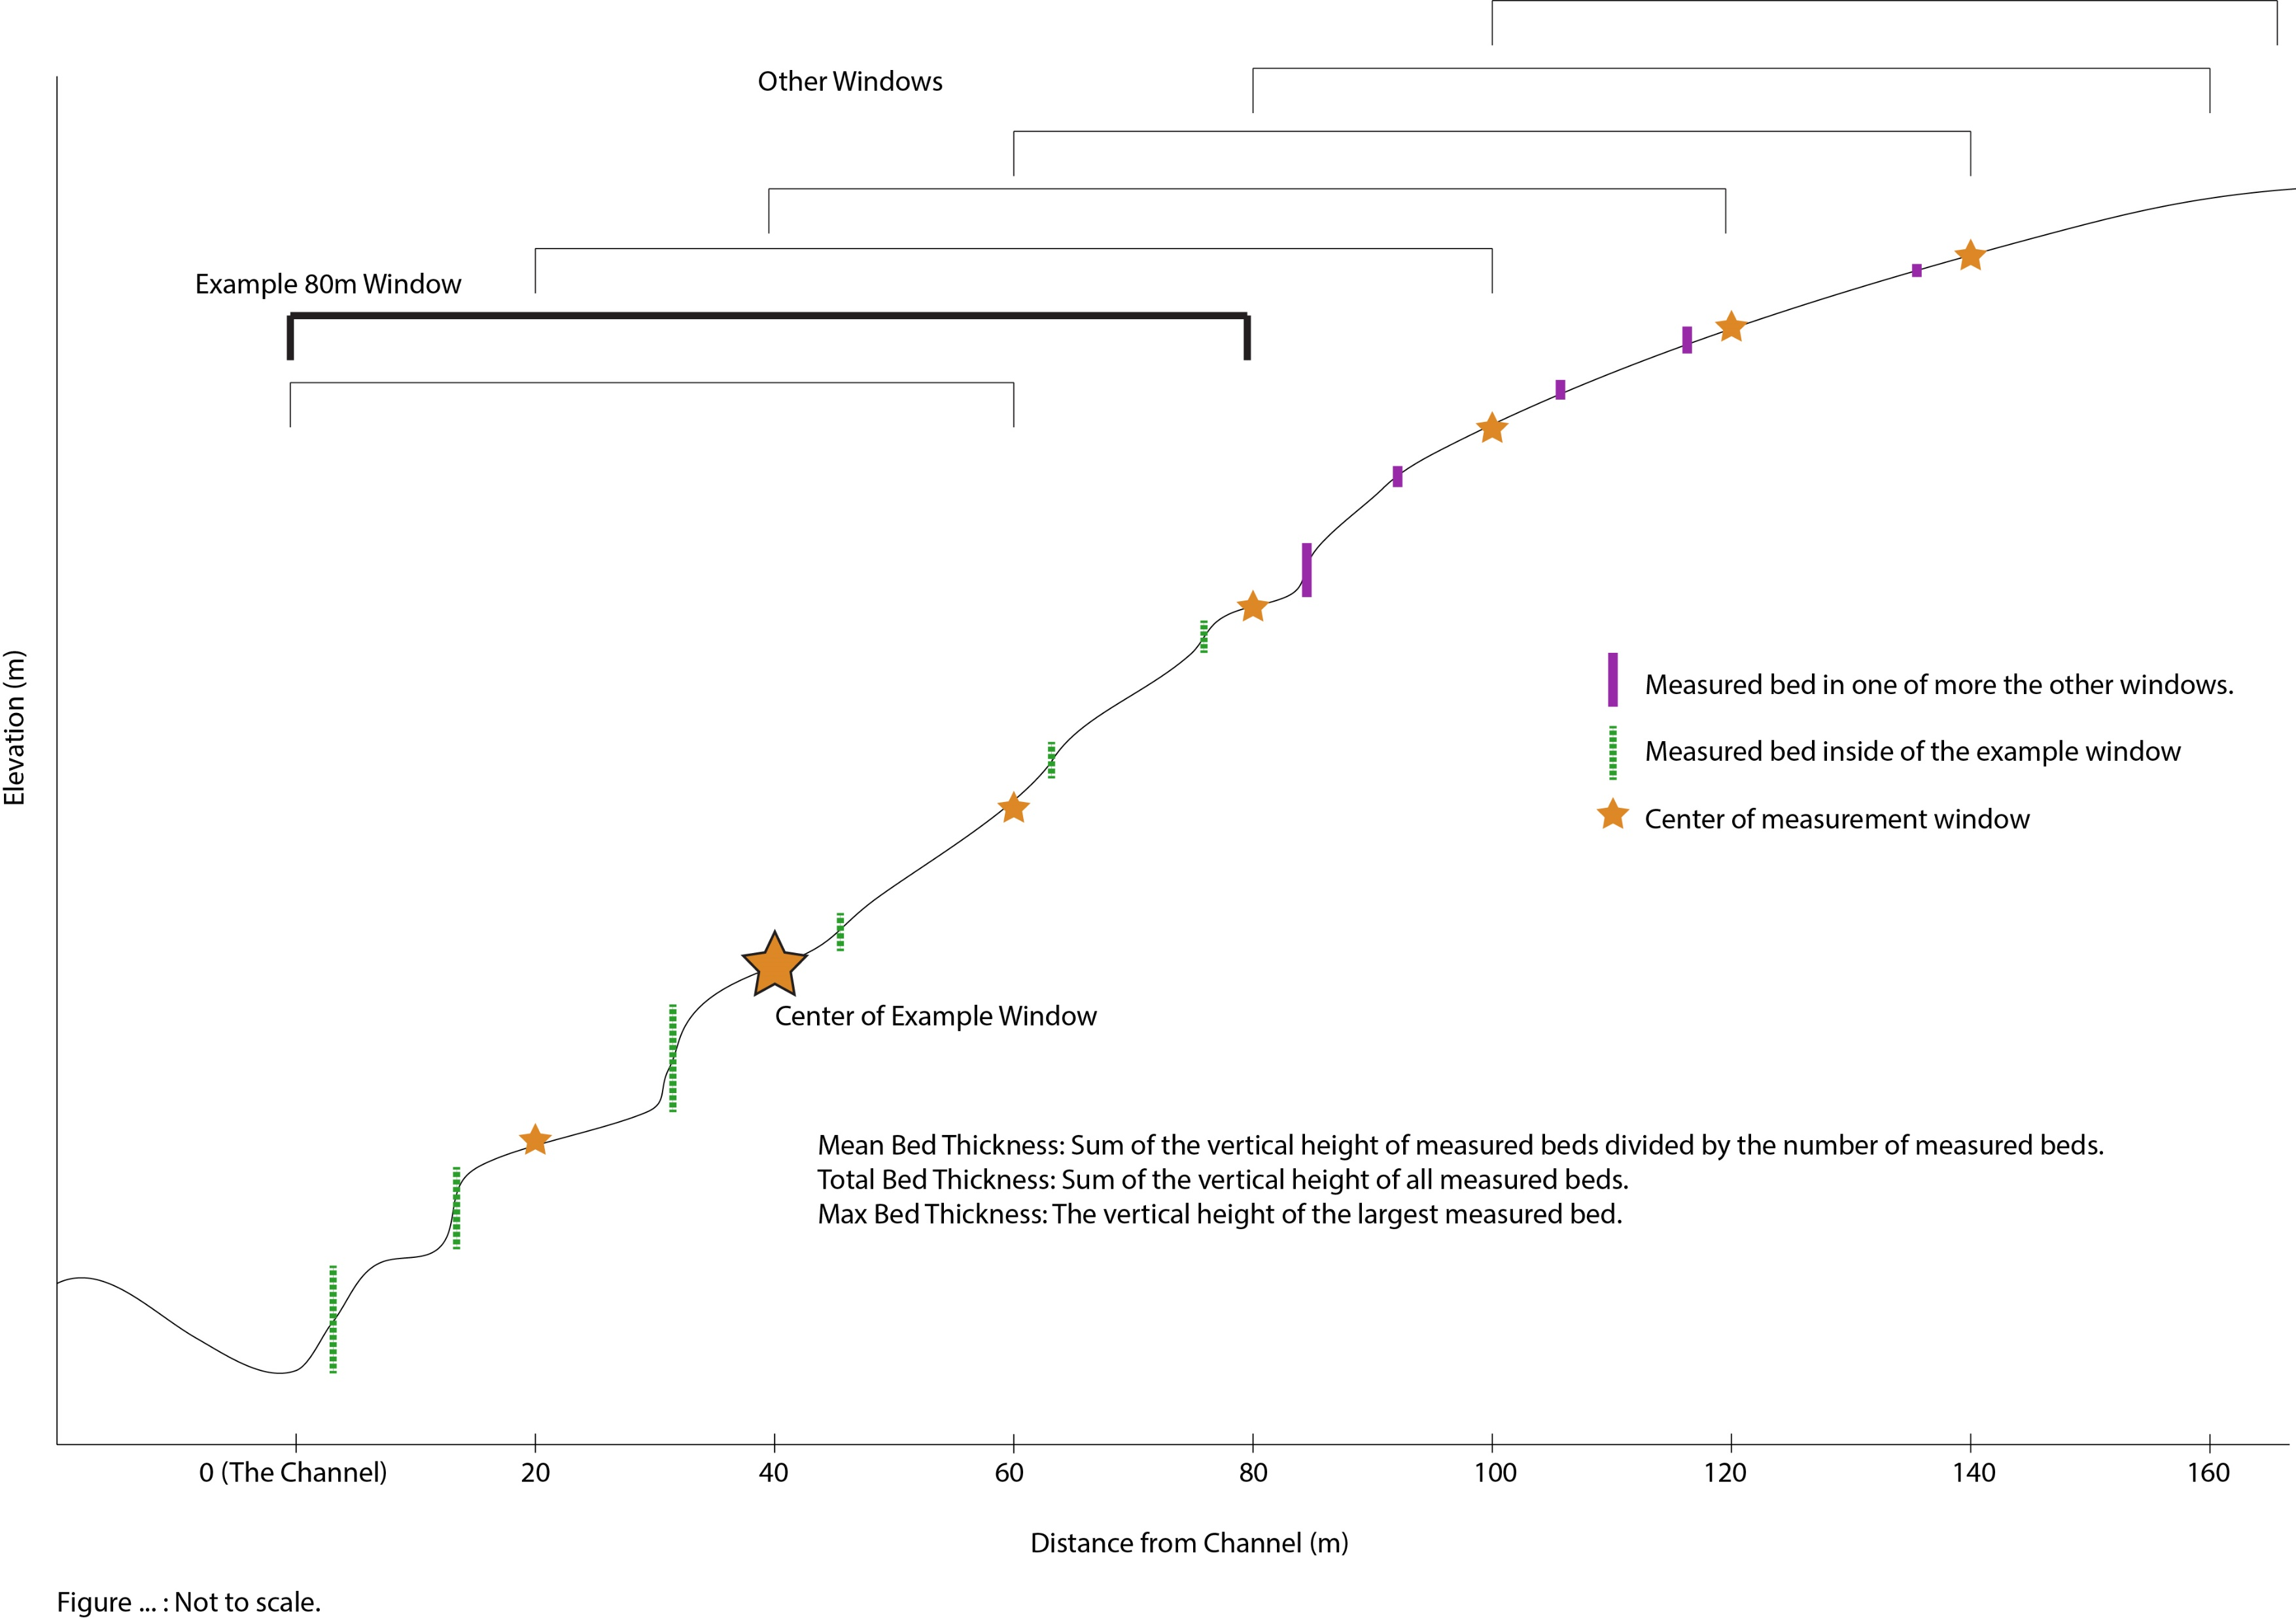 Other Windows
Example 80m Window
Elevation (m)
Measured bed in one of more the other windows.
Measured bed inside of the example window
Center of measurement window
Center of Example Window
Mean Bed Thickness: Sum of the vertical height of measured beds divided by the number of measured beds.
Total Bed Thickness: Sum of the vertical height of all measured beds.
Max Bed Thickness: The vertical height of the largest measured bed.
0 (The Channel) 20 40 60 80 100 120 140 160
Distance from Channel (m)
Figure ... : Not to scale.